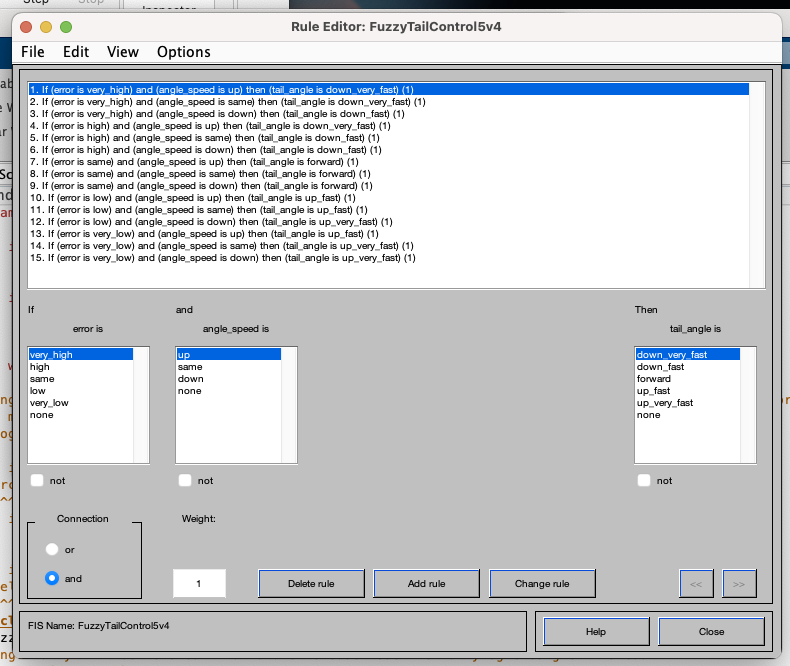 Step
Step
Inspector
Rule Editor: FuzzyTailControl5v4
File Edit View Options
1. If (error is very_high) and (angle_speed is up) then (tail_angle is down_very_fast) (1)
2. If (error is very_high) and (angle_speed is same) then (tail_angle is down_very_fast) (1)
3. If (error is very_high) and (angle_speed is down) then (tail_angle is down_fast) (1)
4. If (error is high) and (angle_speed is up) then (tail_angle is down_very_fast) (1)
5. If (error is high) and (angle_speed is same) then (tail_angle is down_fast) (1)
6. If (error is high) and (angle_speed is down) then (tail_angle is down_fast) (1)
7. If (error is same) and (angle_speed is up) then (tail_angle is forward) (1)
8. If (error is same) and (angle_speed is same) then (tail_angle is forward) (1)
9. If (error is same) and (angle_speed is down) then (tail_angle is forward) (1)
10. If (error is low) and (angle_speed is up) then (tail_angle is up_fast) (1)
11. If (error is low) and (angle_speed is same) then (tail_angle is up_fast) (1)
12. If (error is low) and (angle_speed is down) then (tail_angle is up_very_fast) (1)
13. If (error is very_low) and (angle_speed is up) then (tail_angle is up_fast) (1)
14. If (error is very_low) and (angle_speed is same) then (tail_angle is up_very_fast) (1)
15. If (error is very_low) and (angle_speed is down) then (tail_angle is up_very_fast) (1)
If
error is
very_high
high
same
low
very_low
none
not
and
angle_speed is
up
same
down
none
not
Then
tail_angle is
down_very_fast
down_fast
forward
up_fast
up_very_fast
none
not
Connection
or
and
Weight:
1
Delete rule
Add rule
Change rule
<<
>>
FIS Name: FuzzyTailControl5v4
Help
Close